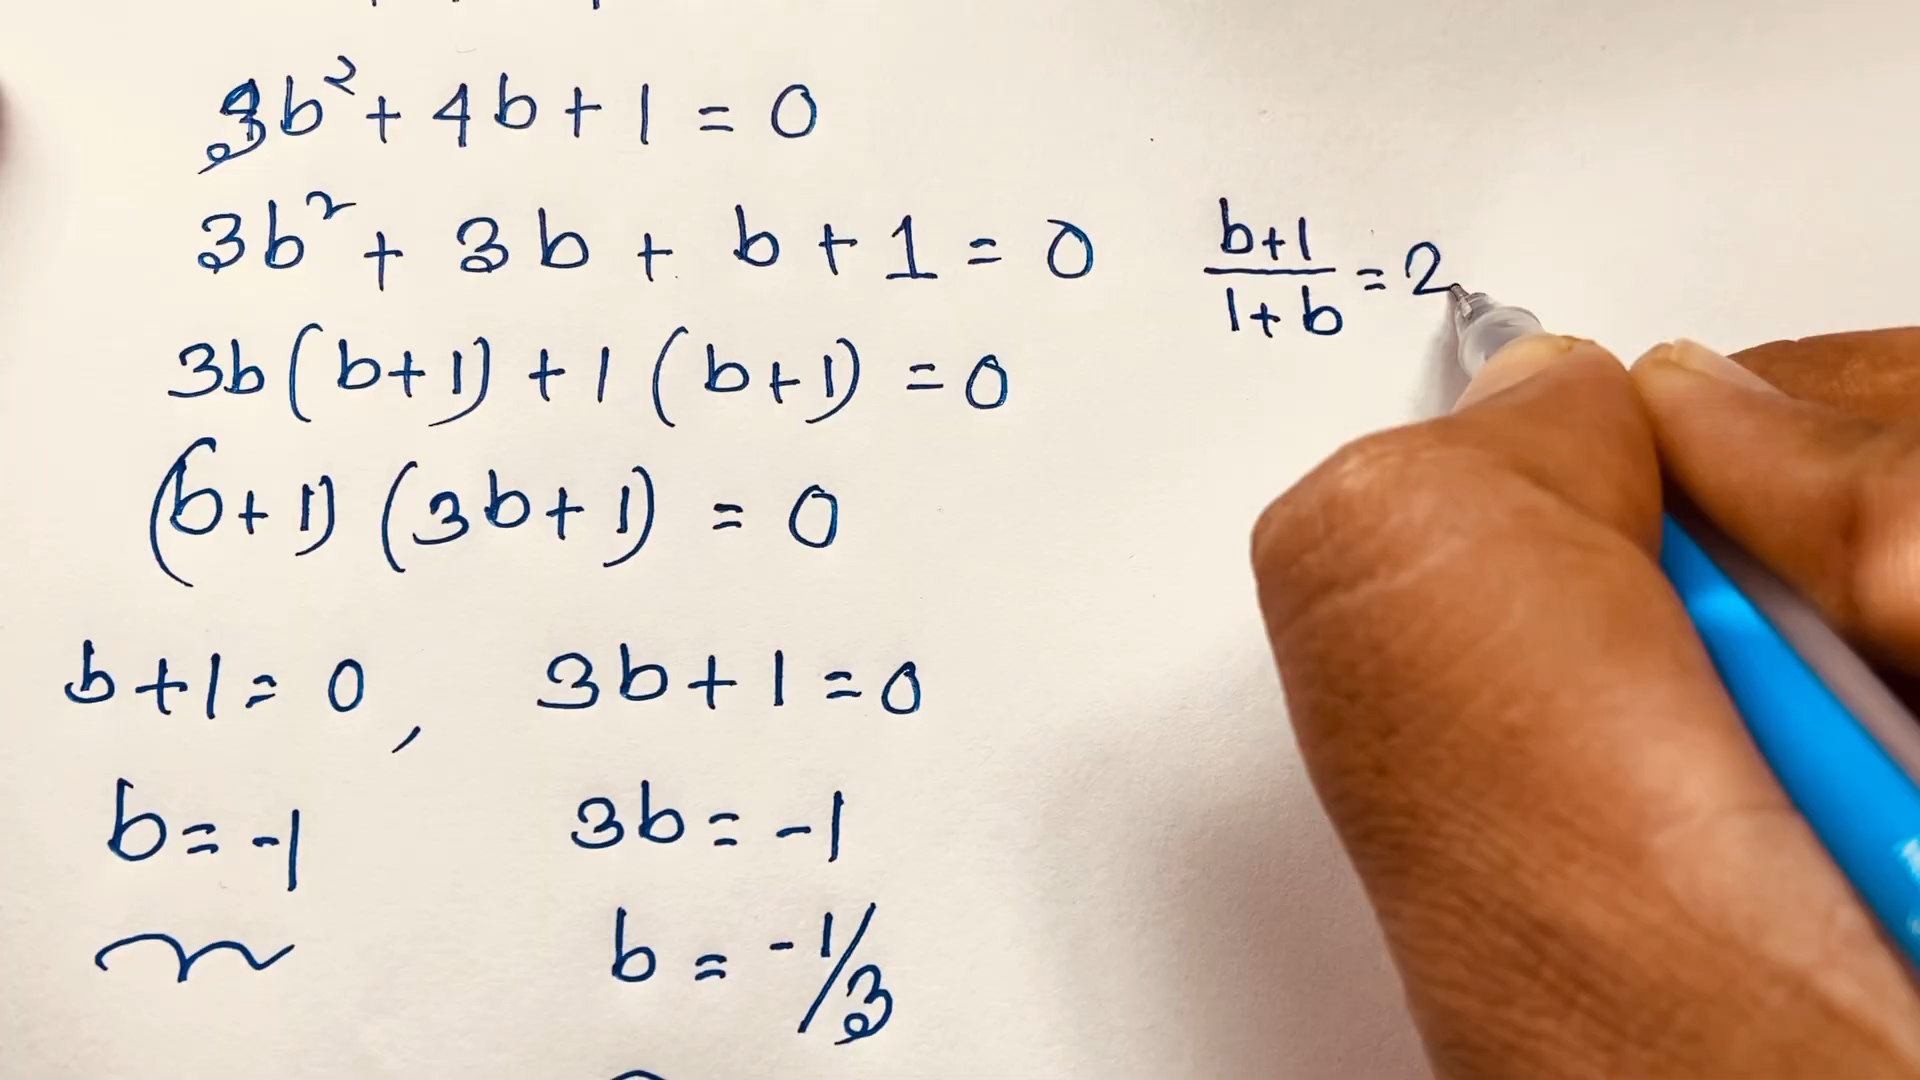 3b² + 4b + 1 = 0
3b² + 3b + b + 1 = 0
3b(b+1) + 1(b+1) = 0
(b+1)(3b+1) = 0
b+1 = 0, 3b+1 = 0
b = -1 3b = -1
b = -1/3
b+1/1+b = 2